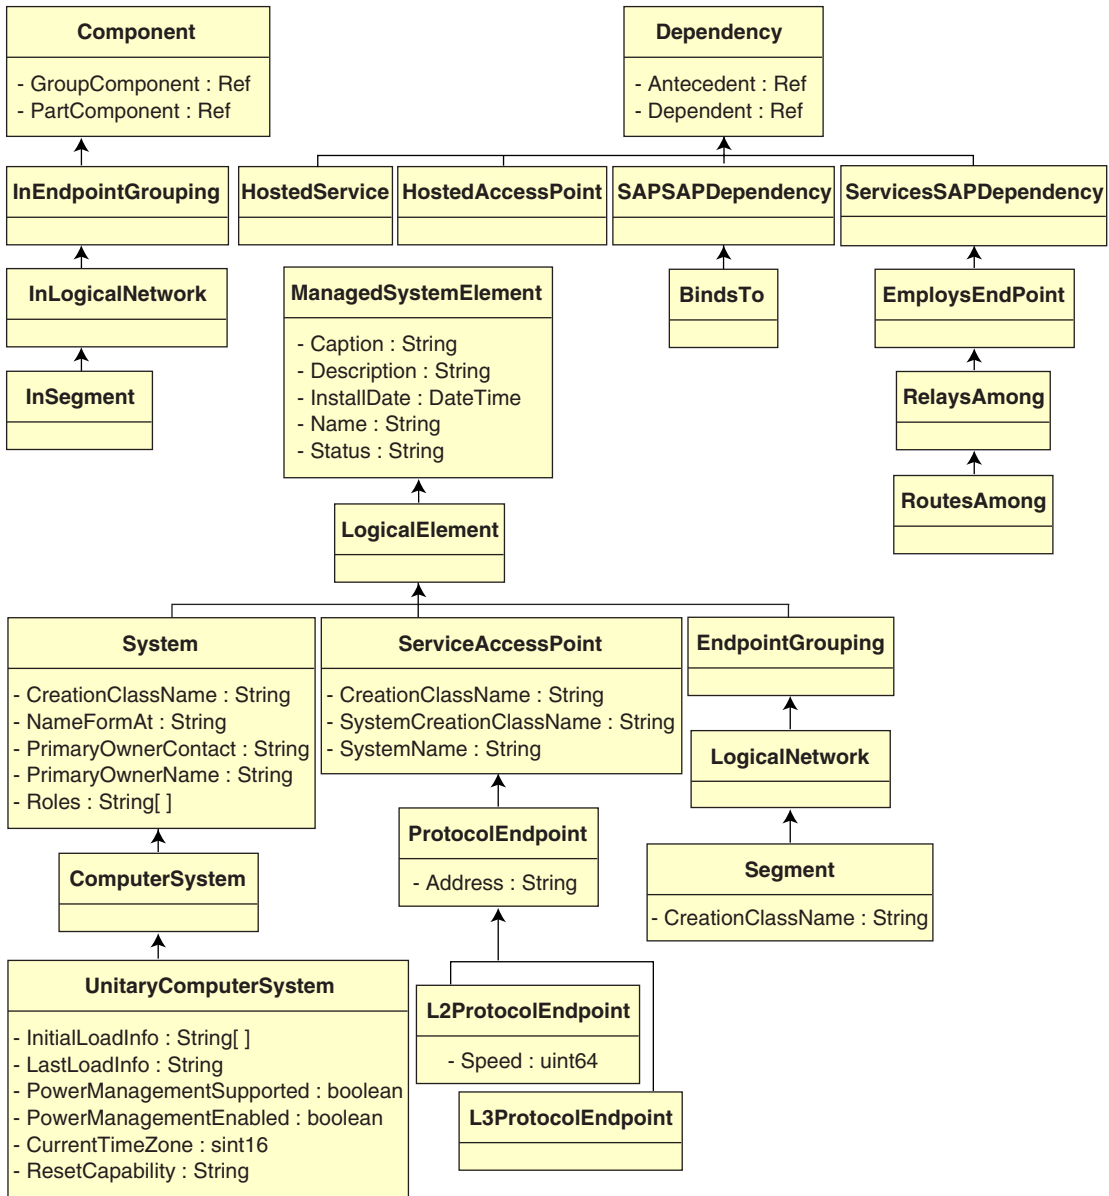 Component
- GroupComponent : Ref
- PartComponent : Ref
Dependency
- Antecedent : Ref
- Dependent : Ref
InEndpointGrouping
HostedService
HostedAccessPoint
SAPSAPDependency
ServicesSAPDependency
InLogicalNetwork
ManagedSystemElement
- Caption : String
- Description : String
- InstallDate : DateTime
- Name : String
- Status : String
BindsTo
EmploysEndPoint
InSegment
RelaysAmong
RoutesAmong
LogicalElement
System
- CreationClassName : String
- NameFormAt : String
- PrimaryOwnerContact : String
- PrimaryOwnerName : String
- Roles : String[ ]
ServiceAccessPoint
- CreationClassName : String
- SystemCreationClassName : String
- SystemName : String
EndpointGrouping
LogicalNetwork
ProtocolEndpoint
- Address : String
Segment
- CreationClassName : String
ComputerSystem
UnitaryComputerSystem
- InitialLoadInfo : String[ ]
- LastLoadInfo : String
- PowerManagementSupported : boolean
- PowerManagementEnabled : boolean
- CurrentTimeZone : sint16
- ResetCapability : String
L2ProtocolEndpoint
- Speed : uint64
L3ProtocolEndpoint